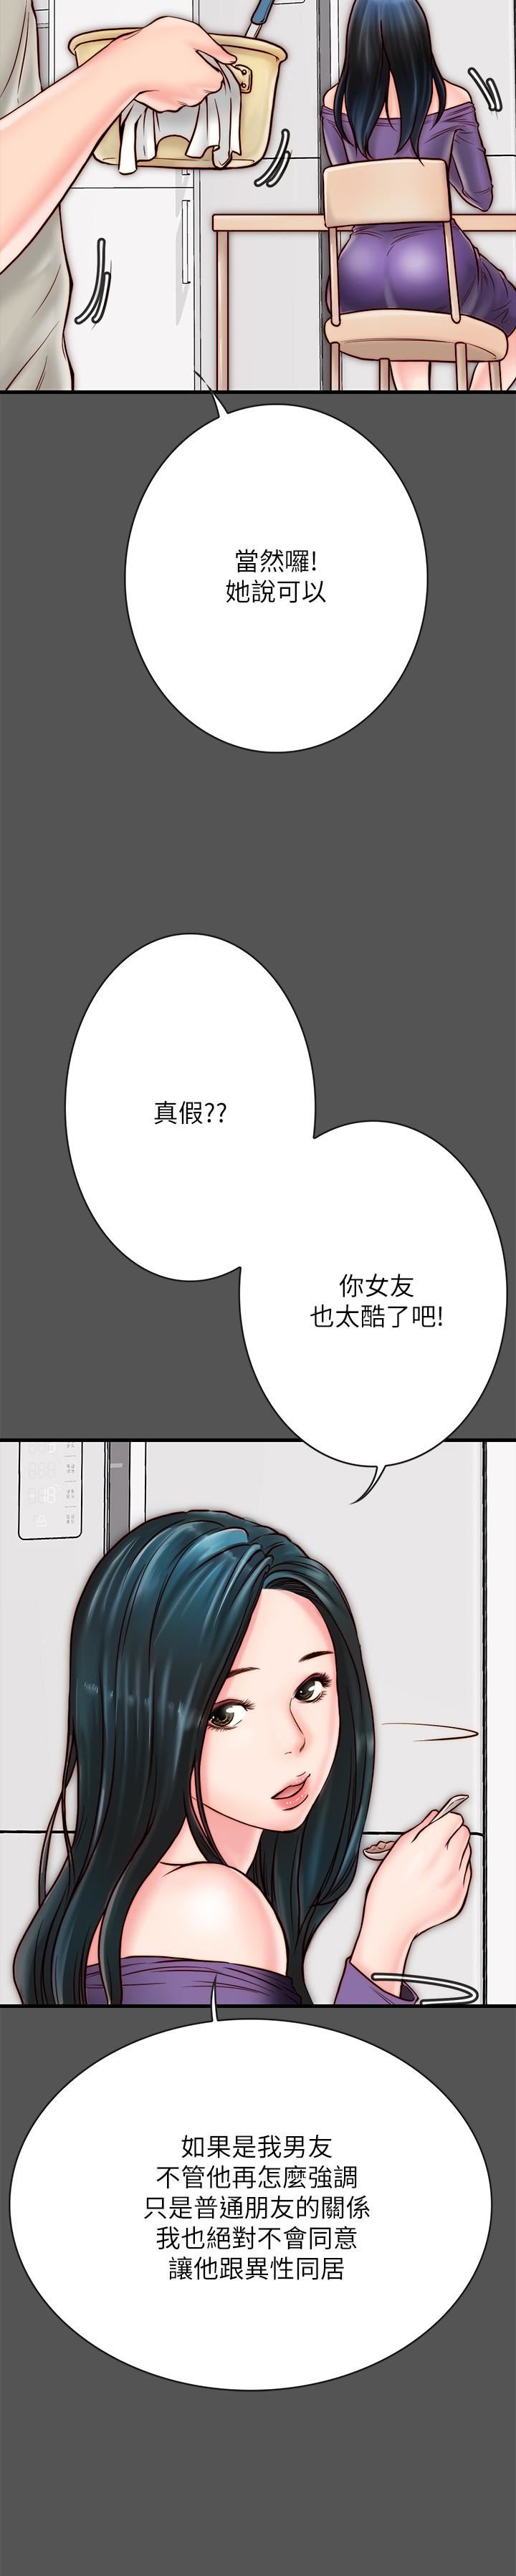 當然囉!
她說可以
真假??
你女友
也太酷了吧!
如果是我男友
不管他再怎麼強調
只是普通朋友的關係
我也絕對不會同意
讓他跟異性同居